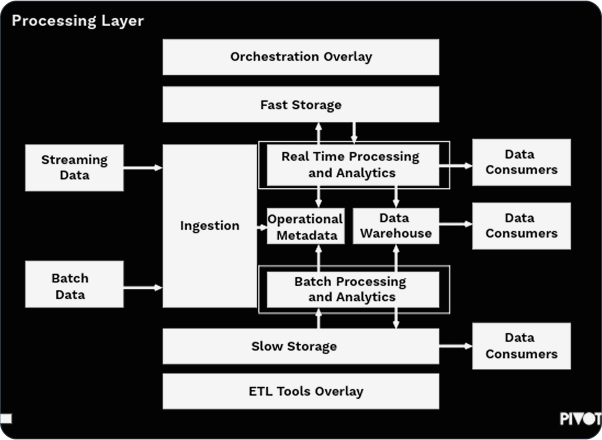 Processing Layer
Orchestration Overlay
Fast Storage
Streaming
Data
Real Time Processing
and Analytics
Data
Consumers
Ingestion
Operational
Metadata
Data
Warehouse
Data
Consumers
Batch
Data
Batch Processing
and Analytics
Slow Storage
Data
Consumers
ETL Tools Overlay
PIVOT